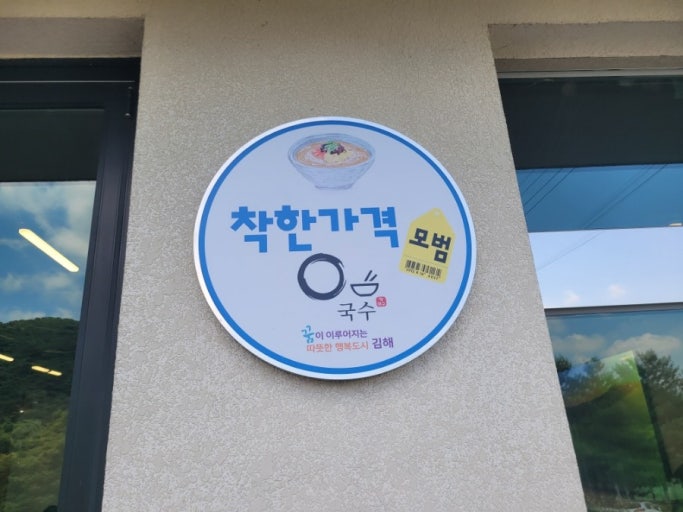 착한가격
모범
국수
꿈이 이루어지는
따뜻한 행복도시 김해